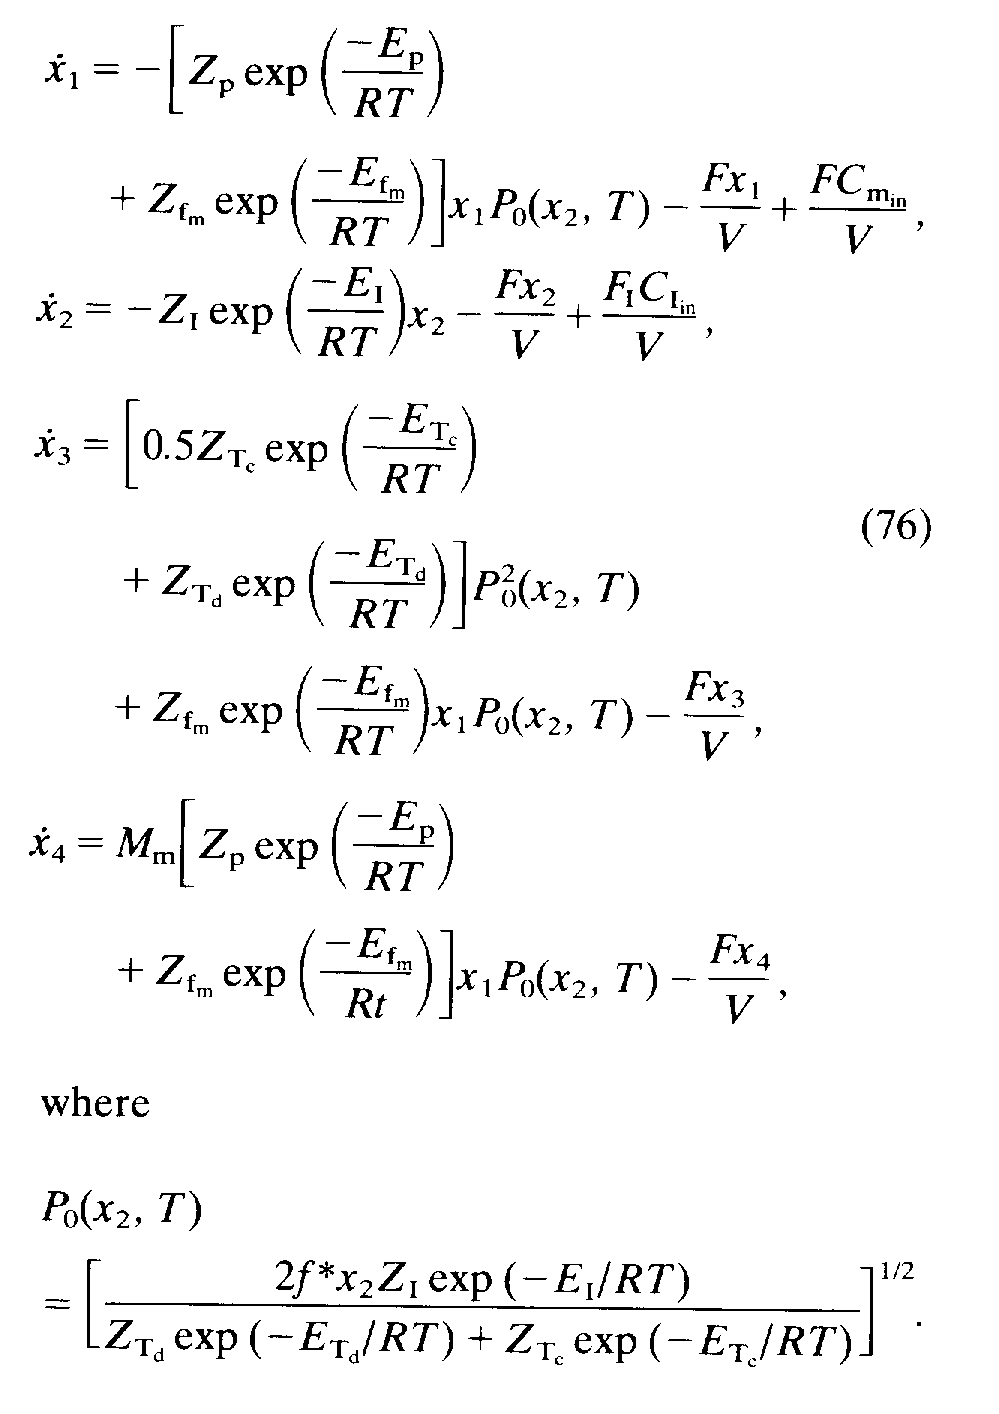 ẋ₁ = −[Z_p exp (−E_p / RT)
+ Z_{f_m} exp (−E_{f_m} / RT)]x₁P₀(x₂, T) − Fx₁/V + FC_{m_in}/V,
ẋ₂ = −Z_I exp (−E_I / RT)x₂ − Fx₂/V + F_I C_{I_in}/V,
ẋ₃ = [0.5Z_{T_c} exp (−E_{T_c} / RT)
(76)
+ Z_{T_d} exp (−E_{T_d} / RT)]P₀²(x₂, T)
+ Z_{f_m} exp (−E_{f_m} / RT)x₁P₀(x₂, T) − Fx₃/V,
ẋ₄ = M_m[Z_p exp (−E_p / RT)
+ Z_{f_m} exp (−E_{f_m} / Rt)]x₁P₀(x₂, T) − Fx₄/V,
where
P₀(x₂, T)
= [2f*x₂Z_I exp (−E_I/RT) / Z_{T_d} exp (−E_{T_d}/RT) + Z_{T_c} exp (−E_{T_c}/RT)]^{1/2}.